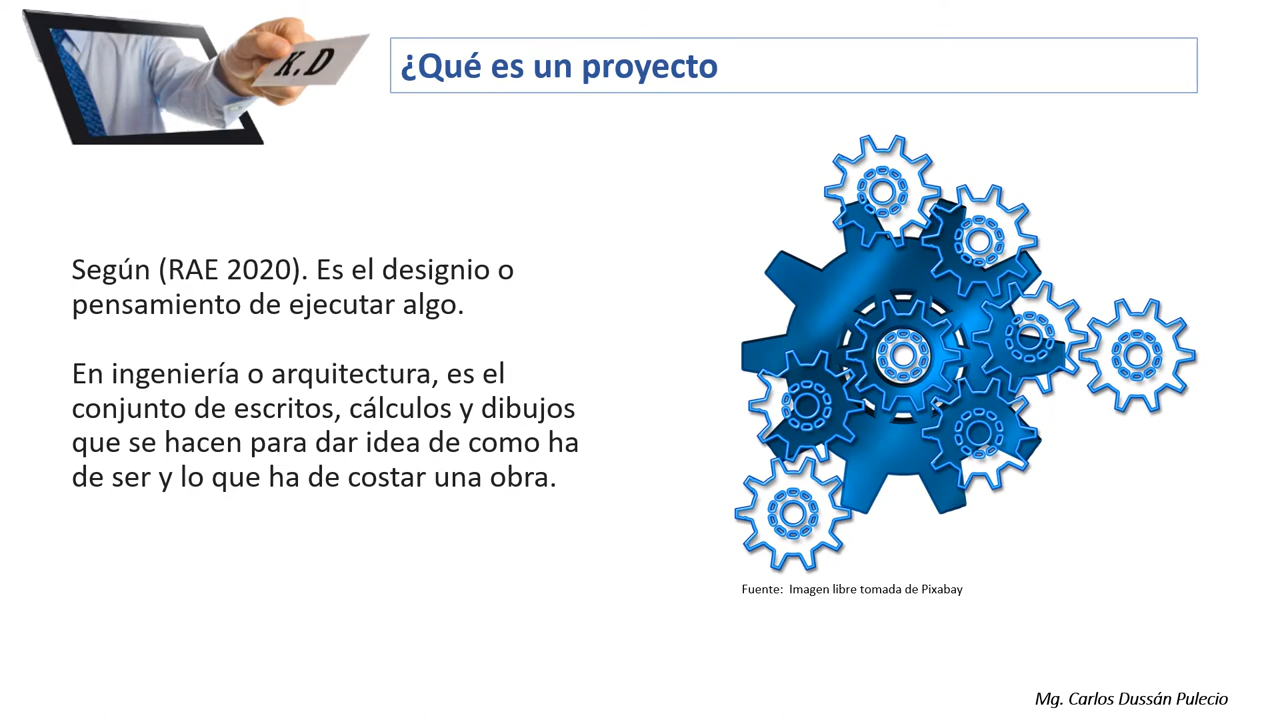 K.D
¿Qué es un proyecto
Según (RAE 2020). Es el designio o
pensamiento de ejecutar algo.
En ingeniería o arquitectura, es el
conjunto de escritos, cálculos y dibujos
que se hacen para dar idea de como ha
de ser y lo que ha de costar una obra.
Fuente: Imagen libre tomada de Pixabay
Mg. Carlos Dussán Pulecio